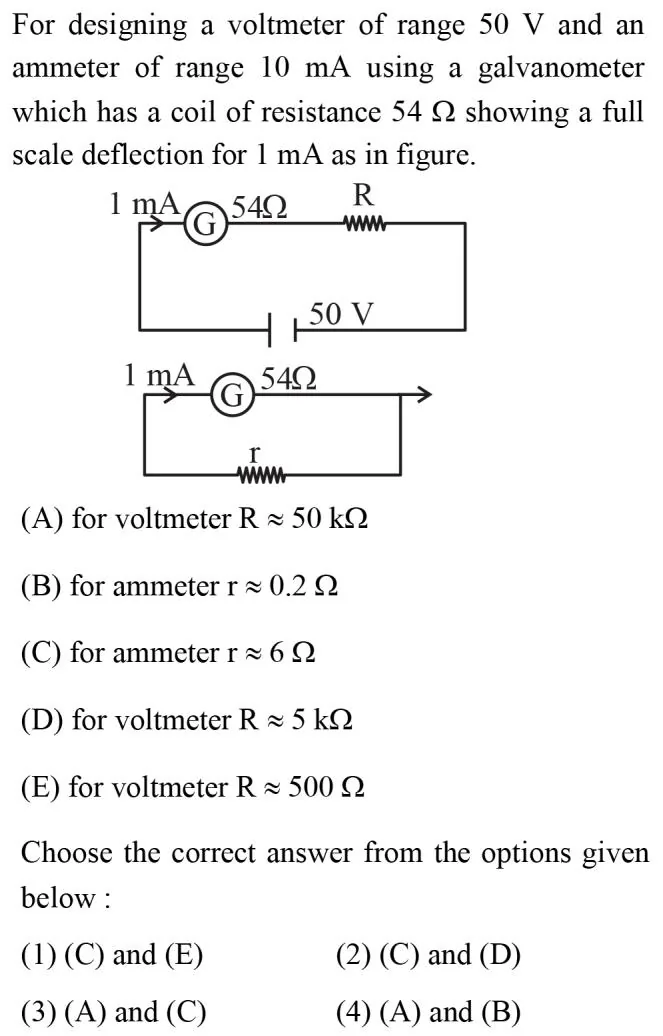 For designing a voltmeter of range 50 V and an
ammeter of range 10 mA using a galvanometer
which has a coil of resistance 54 Ω showing a full
scale deflection for 1 mA as in figure.
1 mA G 54Ω R
50 V
1 mA G 54Ω
r
(A) for voltmeter R ≈ 50 kΩ
(B) for ammeter r ≈ 0.2 Ω
(C) for ammeter r ≈ 6 Ω
(D) for voltmeter R ≈ 5 kΩ
(E) for voltmeter R ≈ 500 Ω
Choose the correct answer from the options given
below :
(1) (C) and (E) (2) (C) and (D)
(3) (A) and (C) (4) (A) and (B)